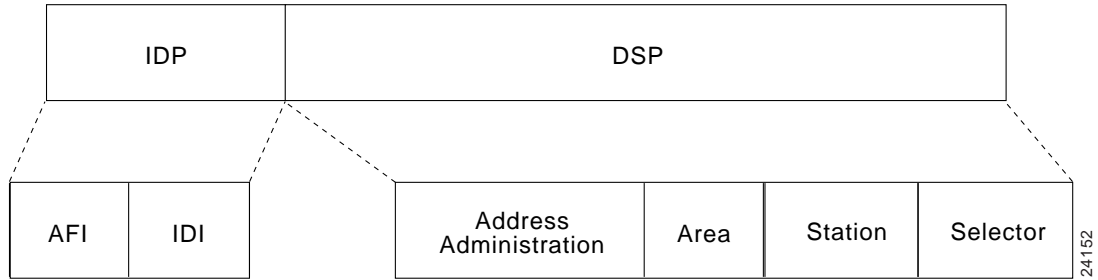 IDP
DSP
AFI
IDI
Address
Administration
Area
Station
Selector
24152